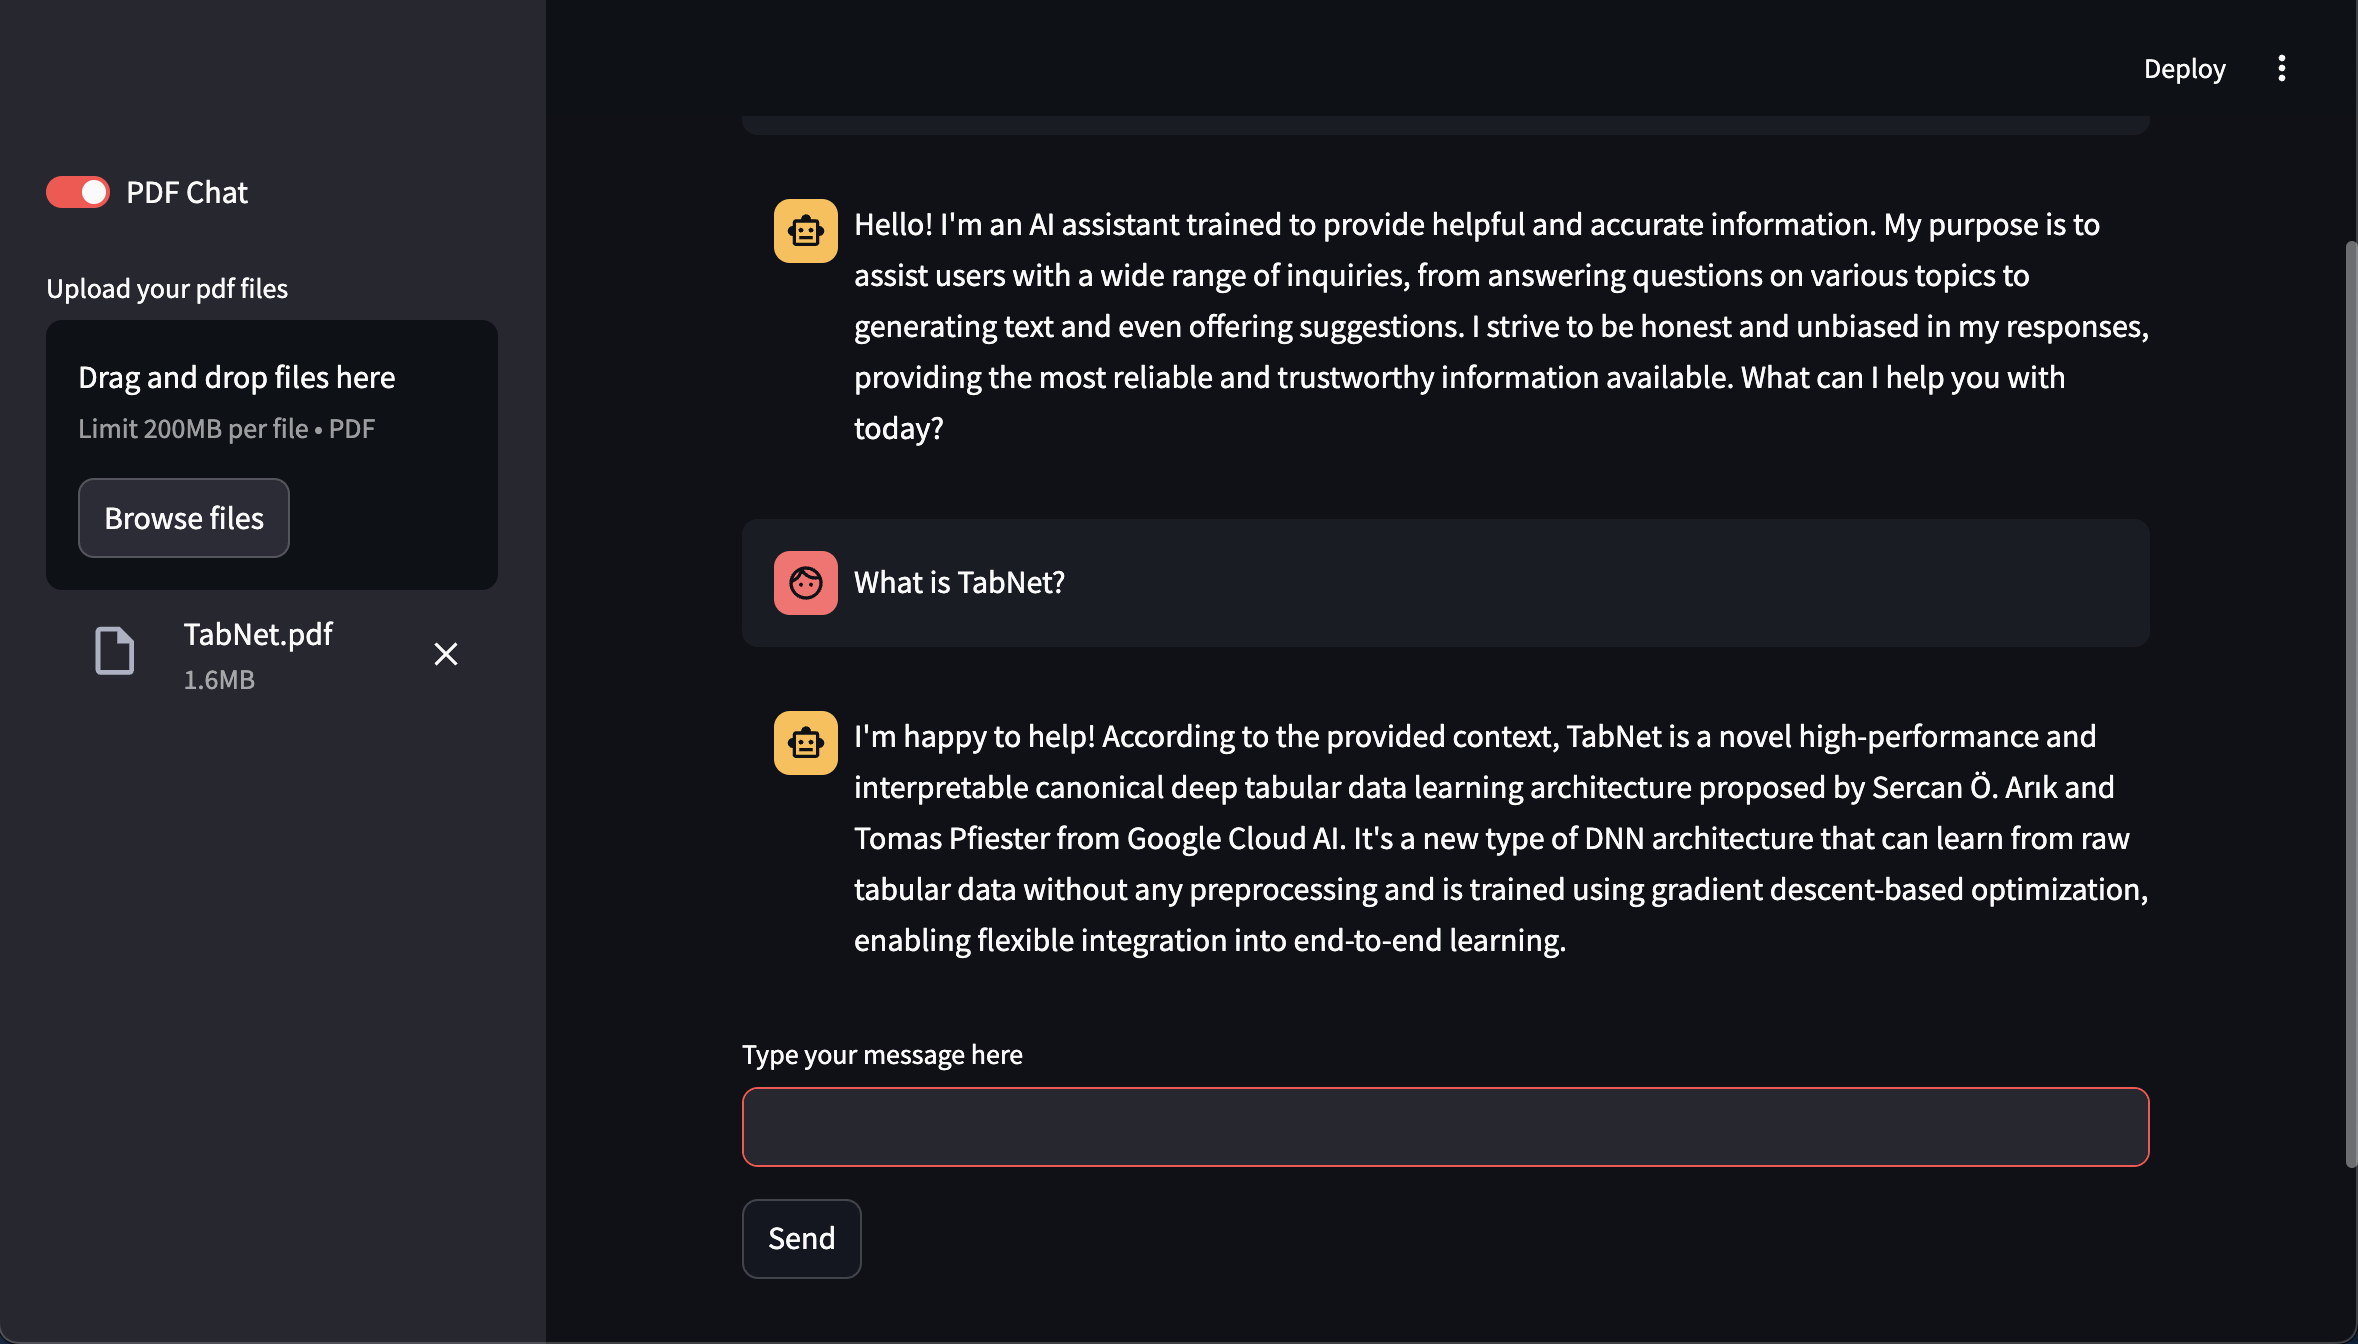 Deploy
PDF Chat
Upload your pdf files
Drag and drop files here
Limit 200MB per file • PDF
Browse files
TabNet.pdf
1.6MB
Hello! I'm an AI assistant trained to provide helpful and accurate information. My purpose is to
assist users with a wide range of inquiries, from answering questions on various topics to
generating text and even offering suggestions. I strive to be honest and unbiased in my responses,
providing the most reliable and trustworthy information available. What can I help you with
today?
What is TabNet?
I'm happy to help! According to the provided context, TabNet is a novel high-performance and
interpretable canonical deep tabular data learning architecture proposed by Sercan Ö. Arık and
Tomas Pfiester from Google Cloud AI. It's a new type of DNN architecture that can learn from raw
tabular data without any preprocessing and is trained using gradient descent-based optimization,
enabling flexible integration into end-to-end learning.
Type your message here
Send